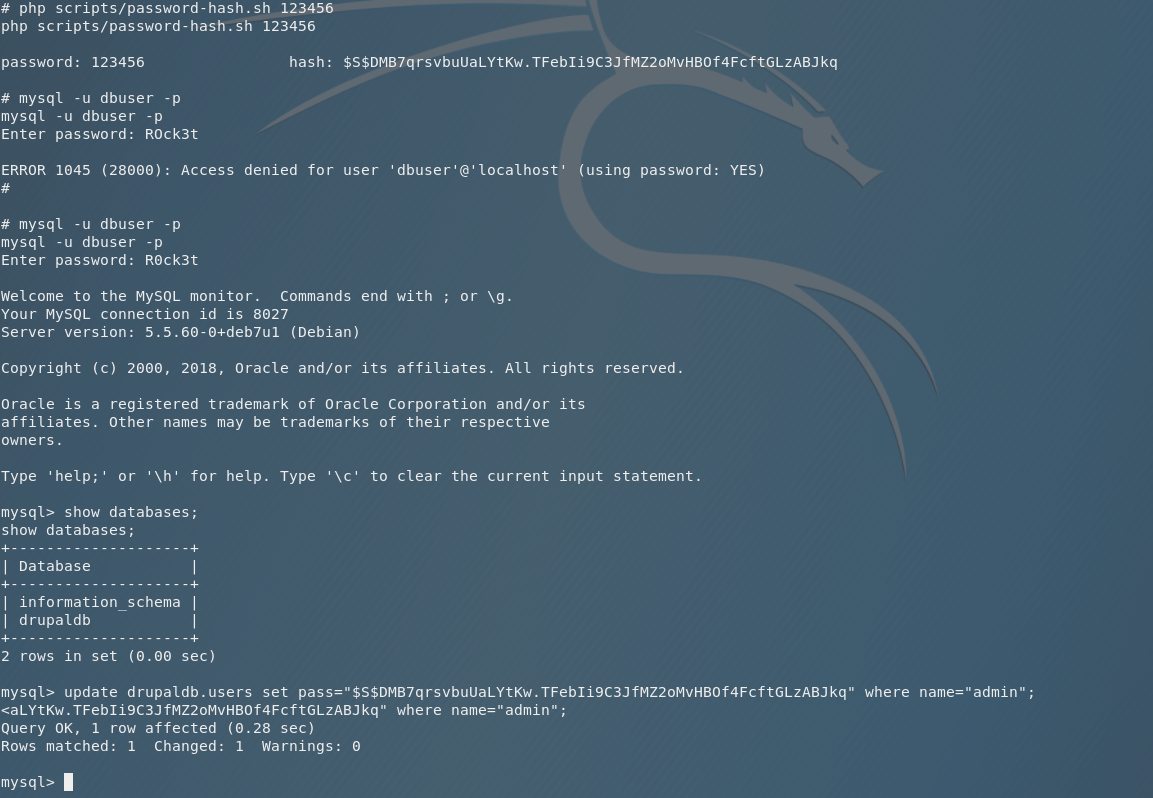 # php scripts/password-hash.sh 123456
php scripts/password-hash.sh 123456
password: 123456                hash: $S$DMB7qrsvbuUaLYtKw.TFebIi9C3JfMZ2oMvHBOf4FcftGLzABJkq
# mysql -u dbuser -p
mysql -u dbuser -p
Enter password: ROck3t
ERROR 1045 (28000): Access denied for user 'dbuser'@'localhost' (using password: YES)
#
# mysql -u dbuser -p
mysql -u dbuser -p
Enter password: R0ck3t
Welcome to the MySQL monitor.  Commands end with ; or \g.
Your MySQL connection id is 8027
Server version: 5.5.60-0+deb7u1 (Debian)
Copyright (c) 2000, 2018, Oracle and/or its affiliates. All rights reserved.
Oracle is a registered trademark of Oracle Corporation and/or its
affiliates. Other names may be trademarks of their respective
owners.
Type 'help;' or '\h' for help. Type '\c' to clear the current input statement.
mysql> show databases;
show databases;
+--------------------+
| Database           |
+--------------------+
| information_schema |
| drupaldb           |
+--------------------+
2 rows in set (0.00 sec)
mysql> update drupaldb.users set pass="$S$DMB7qrsvbuUaLYtKw.TFebIi9C3JfMZ2oMvHBOf4FcftGLzABJkq" where name="admin";
<aLYtKw.TFebIi9C3JfMZ2oMvHBOf4FcftGLzABJkq" where name="admin";
Query OK, 1 row affected (0.28 sec)
Rows matched: 1  Changed: 1  Warnings: 0
mysql>